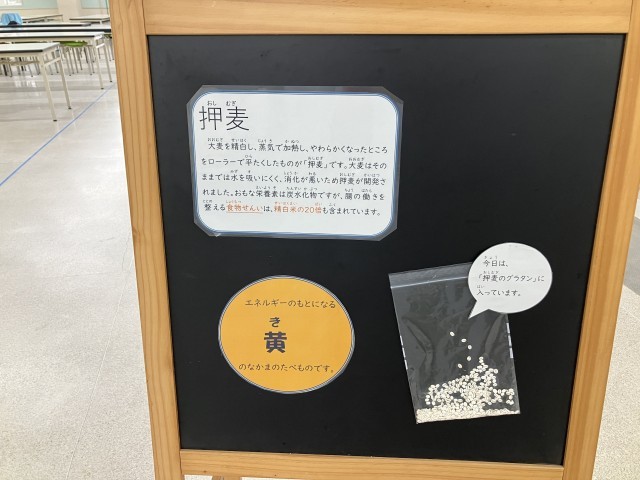 押麦
大麦を精白し、蒸気で加熱し、やわらかくなったところ
をローラーで平たくしたものが「押麦」です。大麦はその
ままでは水を吸いにくく、消化が悪いため押麦が開発さ
れました。おもな栄養素は炭水化物ですが、腸の働きを
整える食物せんいは、精白米の20倍も含まれています。
エネルギーのもとになる
き
黄
のなかまのたべものです。
今日は、
「押麦のグラタン」に
入っています。